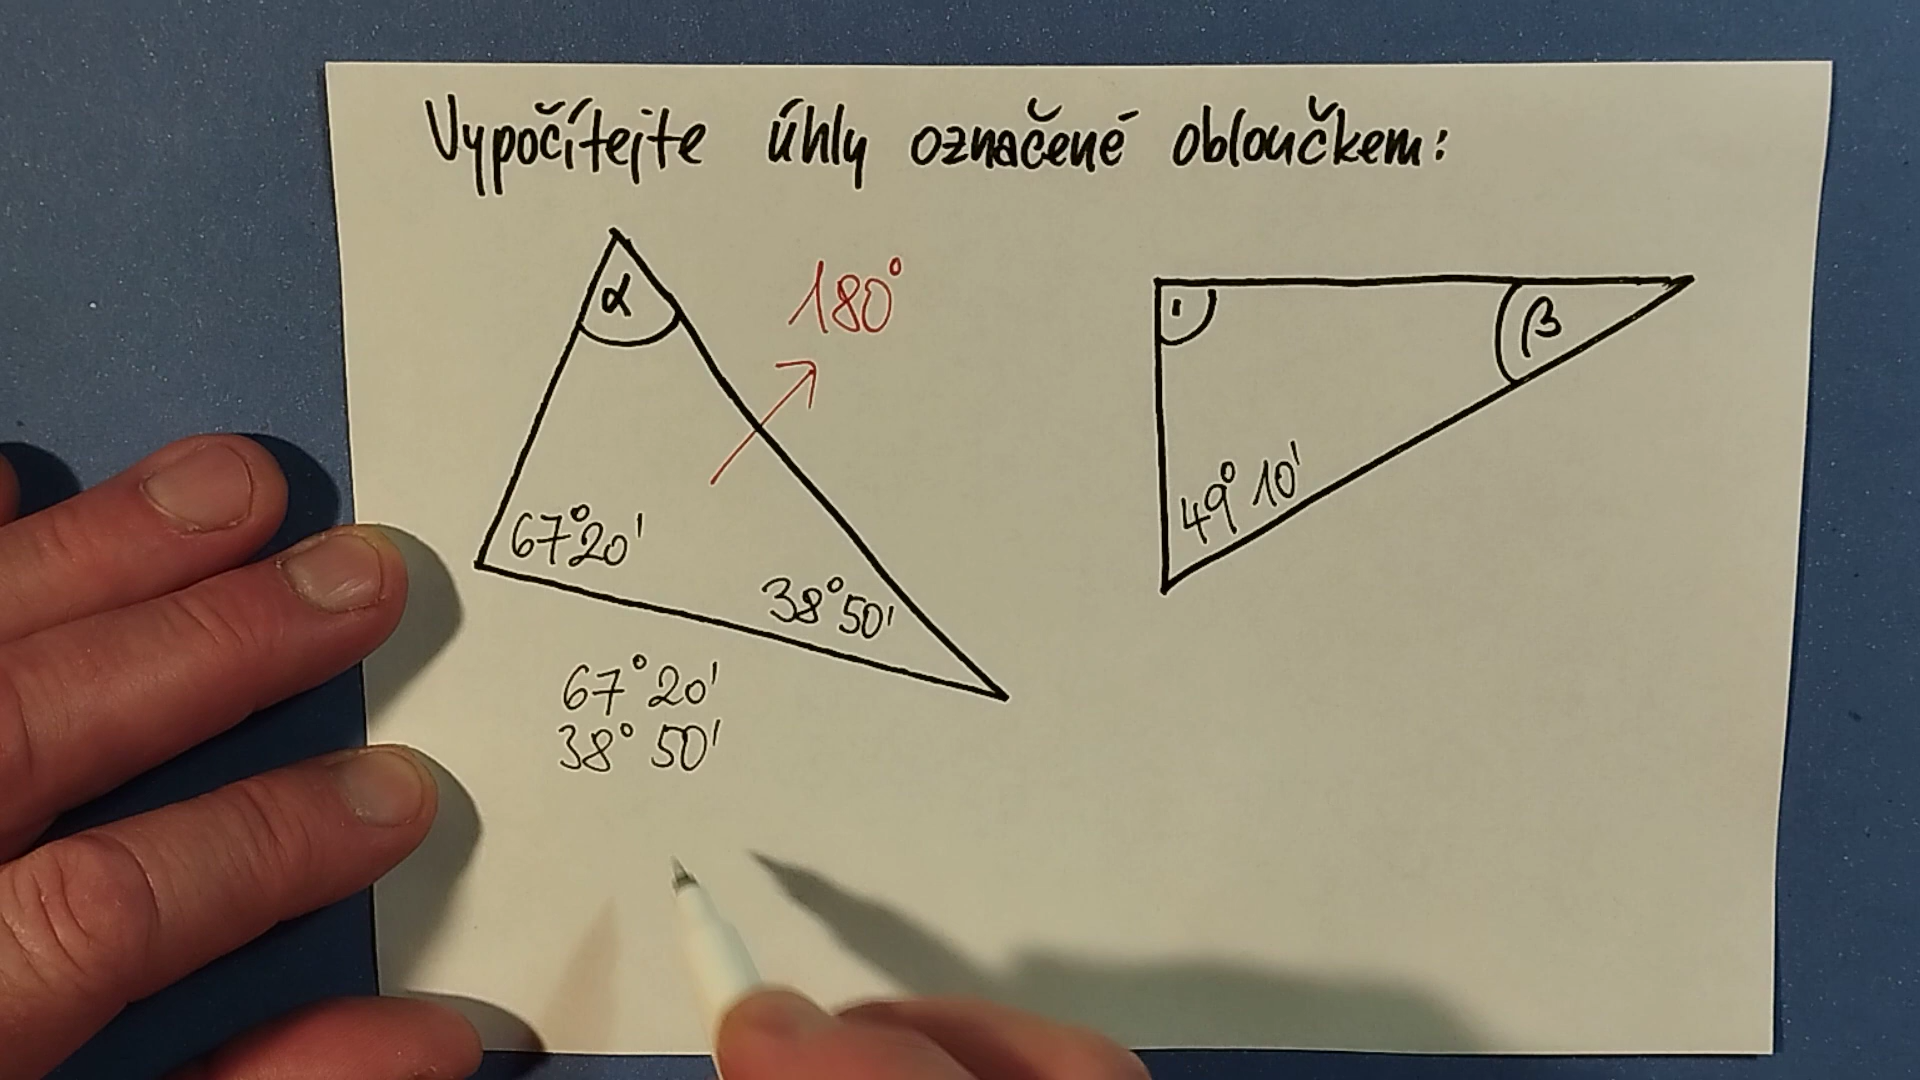 Vypočítejte úhly označené obloučkem:
α
180°
67°20'
38°50'
67° 20'
38° 50'
β
49° 10'